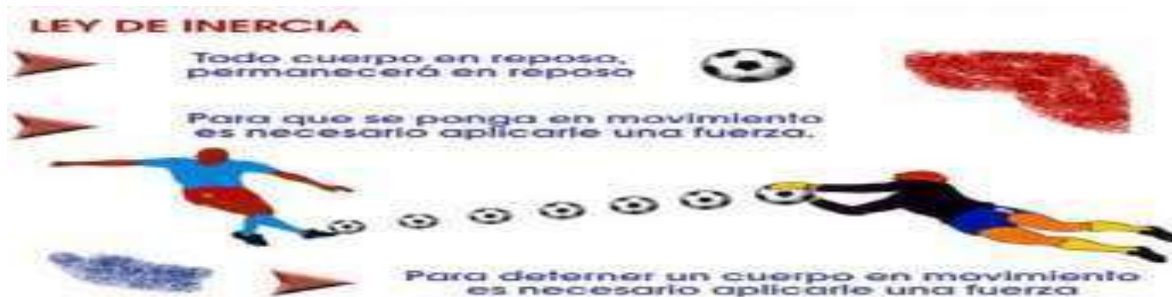 LEY DE INERCIA
Todo cuerpo en reposo,
permanecerá en reposo
Para que se ponga en movimiento
es necesario aplicarle una fuerza.
Para deterner un cuerpo en movimiento
es necesario aplicarle una fuerza